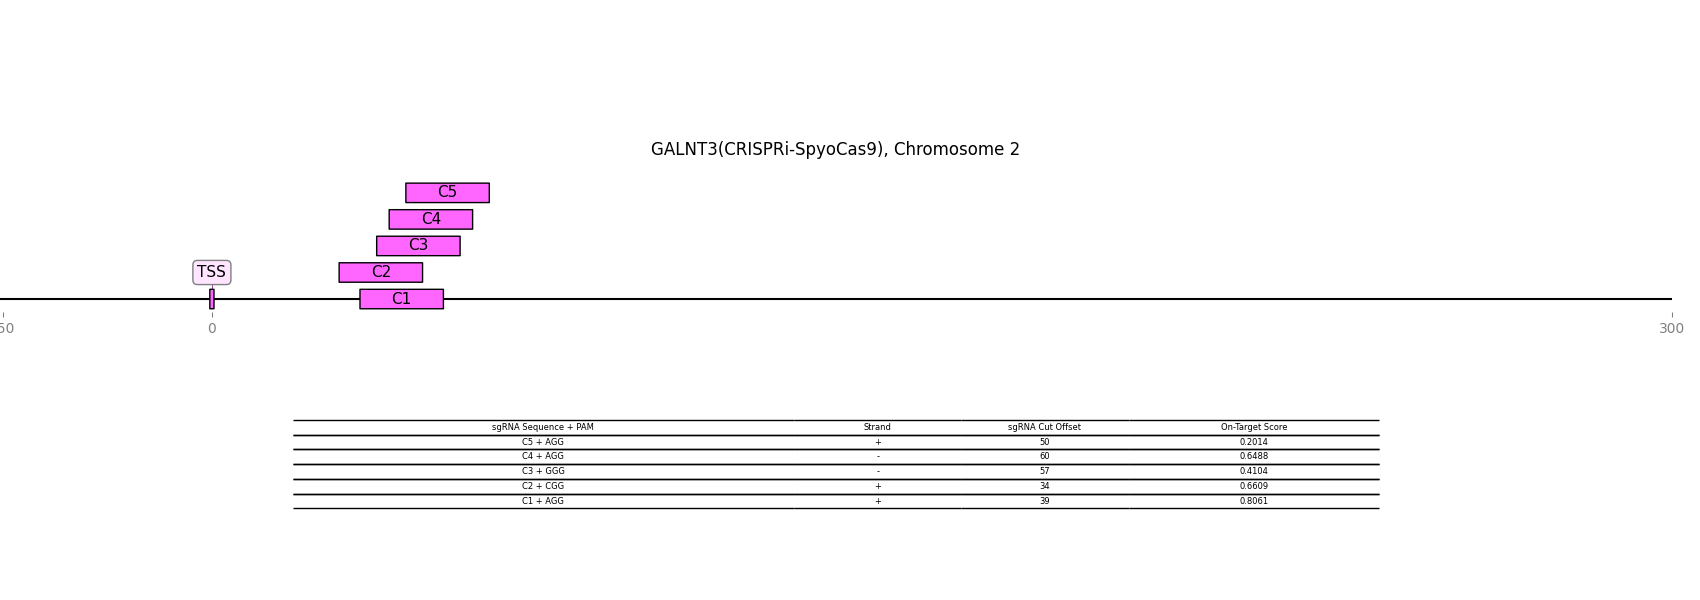 GALNT3(CRISPRi-SpyoCas9), Chromosome 2
C5
C4
C3
TSS C2
C1
50 0 300
sgRNA Sequence + PAM Strand sgRNA Cut Offset On-Target Score
C5 + AGG + 50 0.2014
C4 + AGG - 60 0.6488
C3 + GGG - 57 0.4104
C2 + CGG + 34 0.6609
C1 + AGG + 39 0.8061